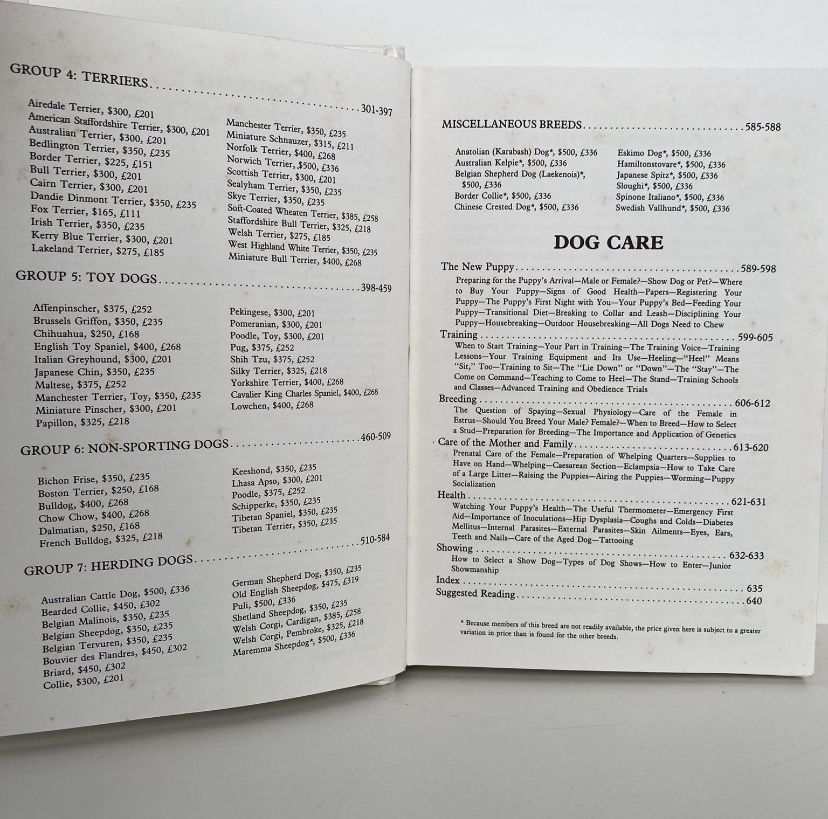 GROUP 4: TERRIERS..............................301-397
Airedale Terrier, $300, £201
American Staffordshire Terrier, $300, £201
Australian Terrier, $300, £201
Bedlington Terrier, $350, £235
Border Terrier, $225, £151
Bull Terrier, $300, £201
Cairn Terrier, $300, £201
Dandie Dinmont Terrier, $350, £235
Fox Terrier, $165, £111
Irish Terrier, $350, £235
Kerry Blue Terrier, $300, £201
Lakeland Terrier, $275, £185
Manchester Terrier, $350, £235
Miniature Schnauzer, $315, £211
Norfolk Terrier, $400, £268
Norwich Terrier, $500, £336
Scottish Terrier, $300, £201
Sealyham Terrier, $350, £235
Skye Terrier, $350, £235
Soft-Coated Wheaten Terrier, $385, £258
Staffordshire Bull Terrier, $325, £218
Welsh Terrier, $275, £185
West Highland White Terrier, $350, £235
Miniature Bull Terrier, $400, £268
GROUP 5: TOY DOGS..............................398-459
Affenpinscher, $375, £252
Brussels Griffon, $350, £235
Chihuahua, $250, £168
English Toy Spaniel, $400, £268
Italian Greyhound, $300, £201
Japanese Chin, $350, £235
Maltese, $375, £252
Manchester Terrier, Toy, $350, £235
Miniature Pinscher, $300, £201
Papillon, $325, £218
Pekingese, $300, £201
Pomeranian, $300, £201
Poodle, Toy, $300, £201
Pug, $375, £252
Shih Tzu, $375, £252
Silky Terrier, $325, £218
Yorkshire Terrier, $400, £268
Cavalier King Charles Spaniel, $400, £268
Lowchen, $400, £268
GROUP 6: NON-SPORTING DOGS....................460-509
Bichon Frise, $350, £235
Boston Terrier, $250, £168
Bulldog, $400, £268
Chow Chow, $400, £268
Dalmatian, $250, £168
French Bulldog, $325, £218
Keeshond, $350, £235
Lhasa Apso, $300, £201
Poodle, $375, £252
Schipperke, $350, £235
Tibetan Spaniel, $350, £235
Tibetan Terrier, $350, £235
GROUP 7: HERDING DOGS.........................510-584
Australian Cattle Dog, $500, £336
Bearded Collie, $450, £302
Belgian Malinois, $350, £235
Belgian Sheepdog, $350, £235
Belgian Tervuren, $350, £235
Bouvier des Flandres, $450, £302
Briard, $450, £302
Collie, $300, £201
German Shepherd Dog, $350, £235
Old English Sheepdog, $475, £319
Puli, $500, £336
Shetland Sheepdog, $350, £235
Welsh Corgi, Cardigan, $385, £258
Welsh Corgi, Pembroke, $325, £218
Maremma Sheepdog*, $500, £336
MISCELLANEOUS BREEDS..........................585-588
Anatolian (Karabash) Dog*, $500, £336
Australian Kelpie*, $500, £336
Belgian Shepherd Dog (Laekenois)*,
$500, £336
Border Collie*, $500, £336
Chinese Crested Dog*, $500, £336
Eskimo Dog*, $500, £336
Hamiltonstovare*, $500, £336
Japanese Spitz*, $500, £336
Sloughi*, $500, £336
Spinone Italiano*, $500, £336
Swedish Vallhund*, $500, £336
DOG CARE
The New Puppy..............................589-598
Preparing for the Puppy's Arrival—Male or Female?—Show Dog or Pet?—Where
to Buy Your Puppy—Signs of Good Health—Papers—Registering Your
Puppy—The Puppy's First Night with You—Your Puppy's Bed—Feeding Your
Puppy—Transitional Diet—Breaking to Collar and Leash—Disciplining Your
Puppy—Housebreaking—Outdoor Housebreaking—All Dogs Need to Chew
Training..............................599-605
When to Start Training—Your Part in Training—The Training Voice—Training
Lessons—Your Training Equipment and Its Use—Heeling—"Heel" Means
"Sit," Too—Training to Sit—The "Lie Down" or "Down"—The "Stay"—The
Come on Command—Teaching to Come to Heel—The Stand—Training Schools
and Classes—Advanced Training and Obedience Trials
Breeding..............................606-612
The Question of Spaying—Sexual Physiology—Care of the Female in
Estrus—Should You Breed Your Male? Female?—When to Breed—How to Select
a Stud—Preparation for Breeding—The Importance and Application of Genetics
Care of the Mother and Family..............................613-620
Prenatal Care of the Female—Preparation of Whelping Quarters—Supplies to
Have on Hand—Whelping—Caesarean Section—Eclampsia—How to Take Care
of a Large Litter—Raising the Puppies—Airing the Puppies—Worming—Puppy
Socialization
Health..............................621-631
Watching Your Puppy's Health—The Useful Thermometer—Emergency First
Aid—Importance of Inoculations—Hip Dysplasia—Coughs and Colds—Diabetes
Mellitus—Internal Parasites—External Parasites—Skin Ailments—Eyes, Ears,
Teeth and Nails—Care of the Aged Dog—Tattooing
Showing..............................632-633
How to Select a Show Dog—Types of Dog Shows—How to Enter—Junior
Showmanship
Index..............................635
Suggested Reading..............................640
* Because members of this breed are not readily available, the price given here is subject to a greater
variation in price than is found for the other breeds.